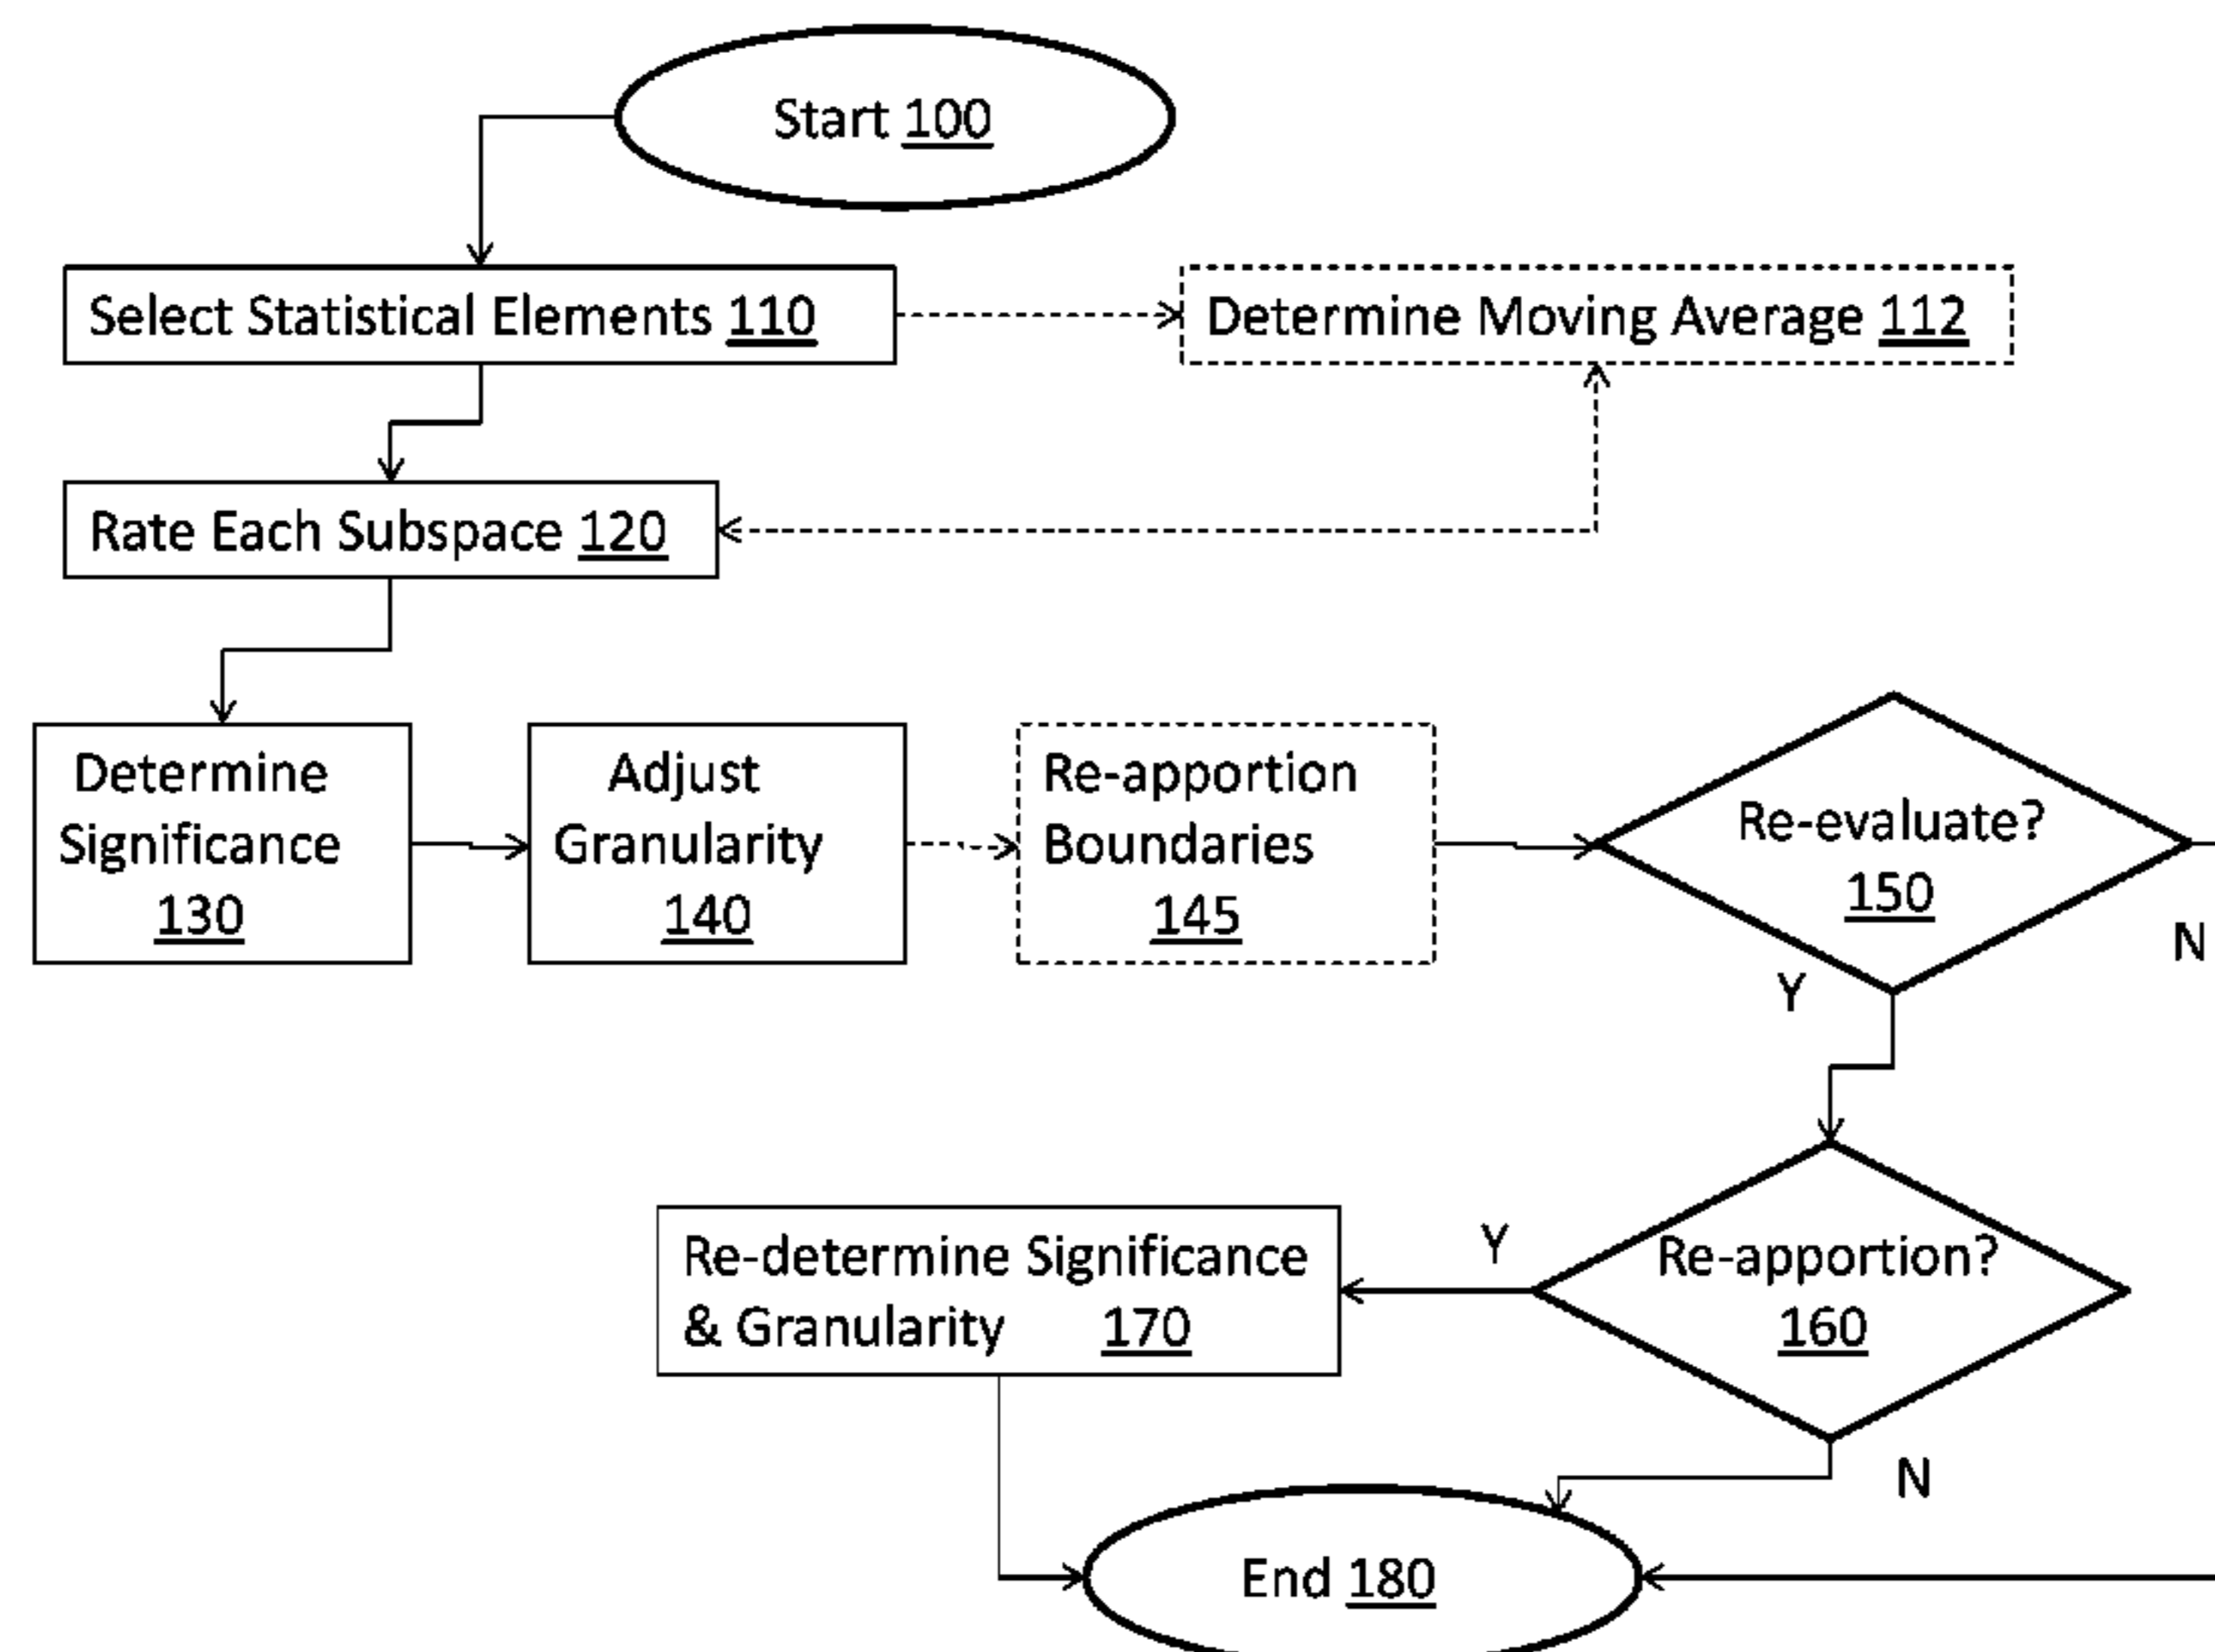 Start 100
Select Statistical Elements 110
Determine Moving Average 112
Rate Each Subspace 120
Determine
Significance
130
Adjust
Granularity
140
Re-apportion
Boundaries
145
Re-evaluate?
150
N
Y
Re-apportion?
160
Y
Re-determine Significance
& Granularity 170
N
End 180